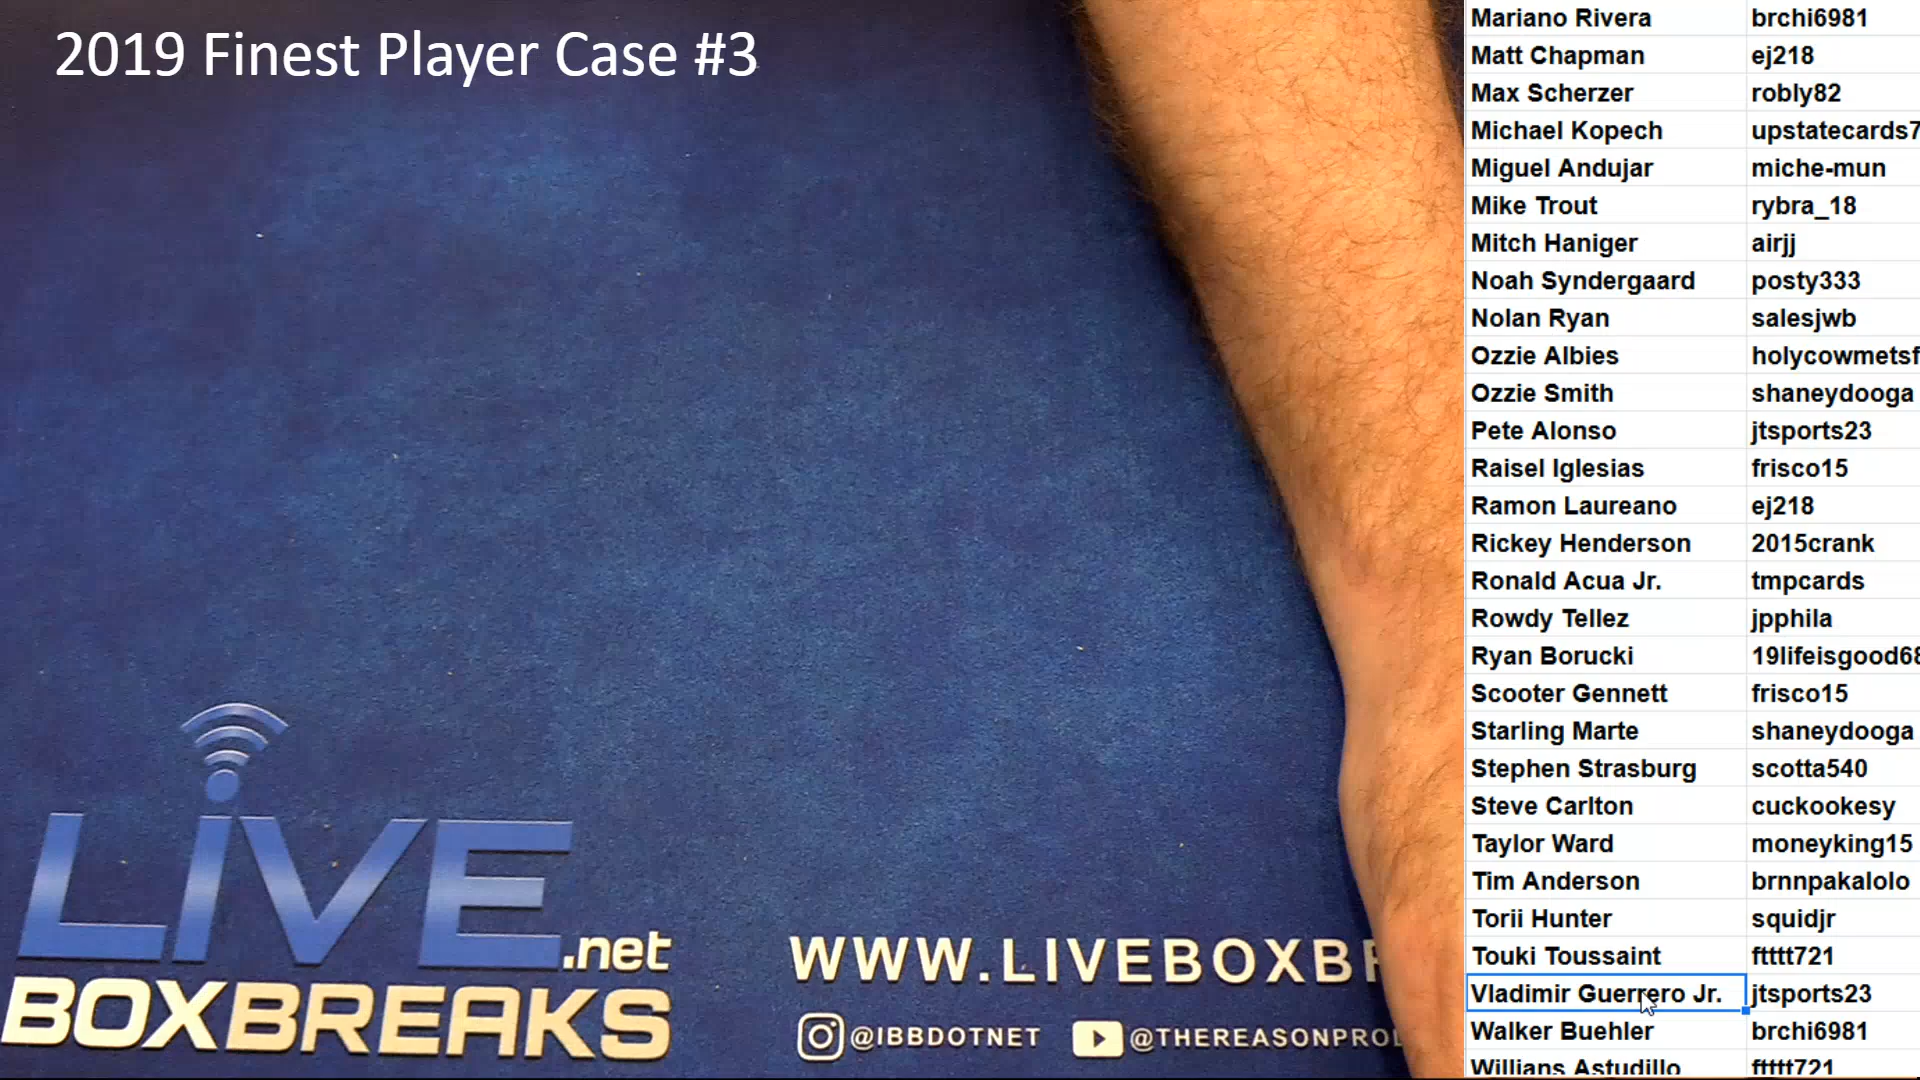 2019 Finest Player Case #3
LIVE.net
BOXBREAKS
WWW.LIVEBOXB
@IBBDOTNET @THEREASONPRO
Mariano Rivera brchi6981
Matt Chapman ej218
Max Scherzer robly82
Michael Kopech upstatecards7
Miguel Andujar miche-mun
Mike Trout rybra_18
Mitch Haniger airjj
Noah Syndergaard posty333
Nolan Ryan salesjwb
Ozzie Albies holycowmetsf
Ozzie Smith shaneydooga
Pete Alonso jtsports23
Raisel Iglesias frisco15
Ramon Laureano ej218
Rickey Henderson 2015crank
Ronald Acua Jr. tmpcards
Rowdy Tellez jpphila
Ryan Borucki 19lifeisgood68
Scooter Gennett frisco15
Starling Marte shaneydooga
Stephen Strasburg scotta540
Steve Carlton cuckookesy
Taylor Ward moneyking15
Tim Anderson brnnpakalolo
Torii Hunter squidjr
Touki Toussaint fttttt721
Vladimir Guerrero Jr. jtsports23
Walker Buehler brchi6981
Willians Astudillo fttttt721